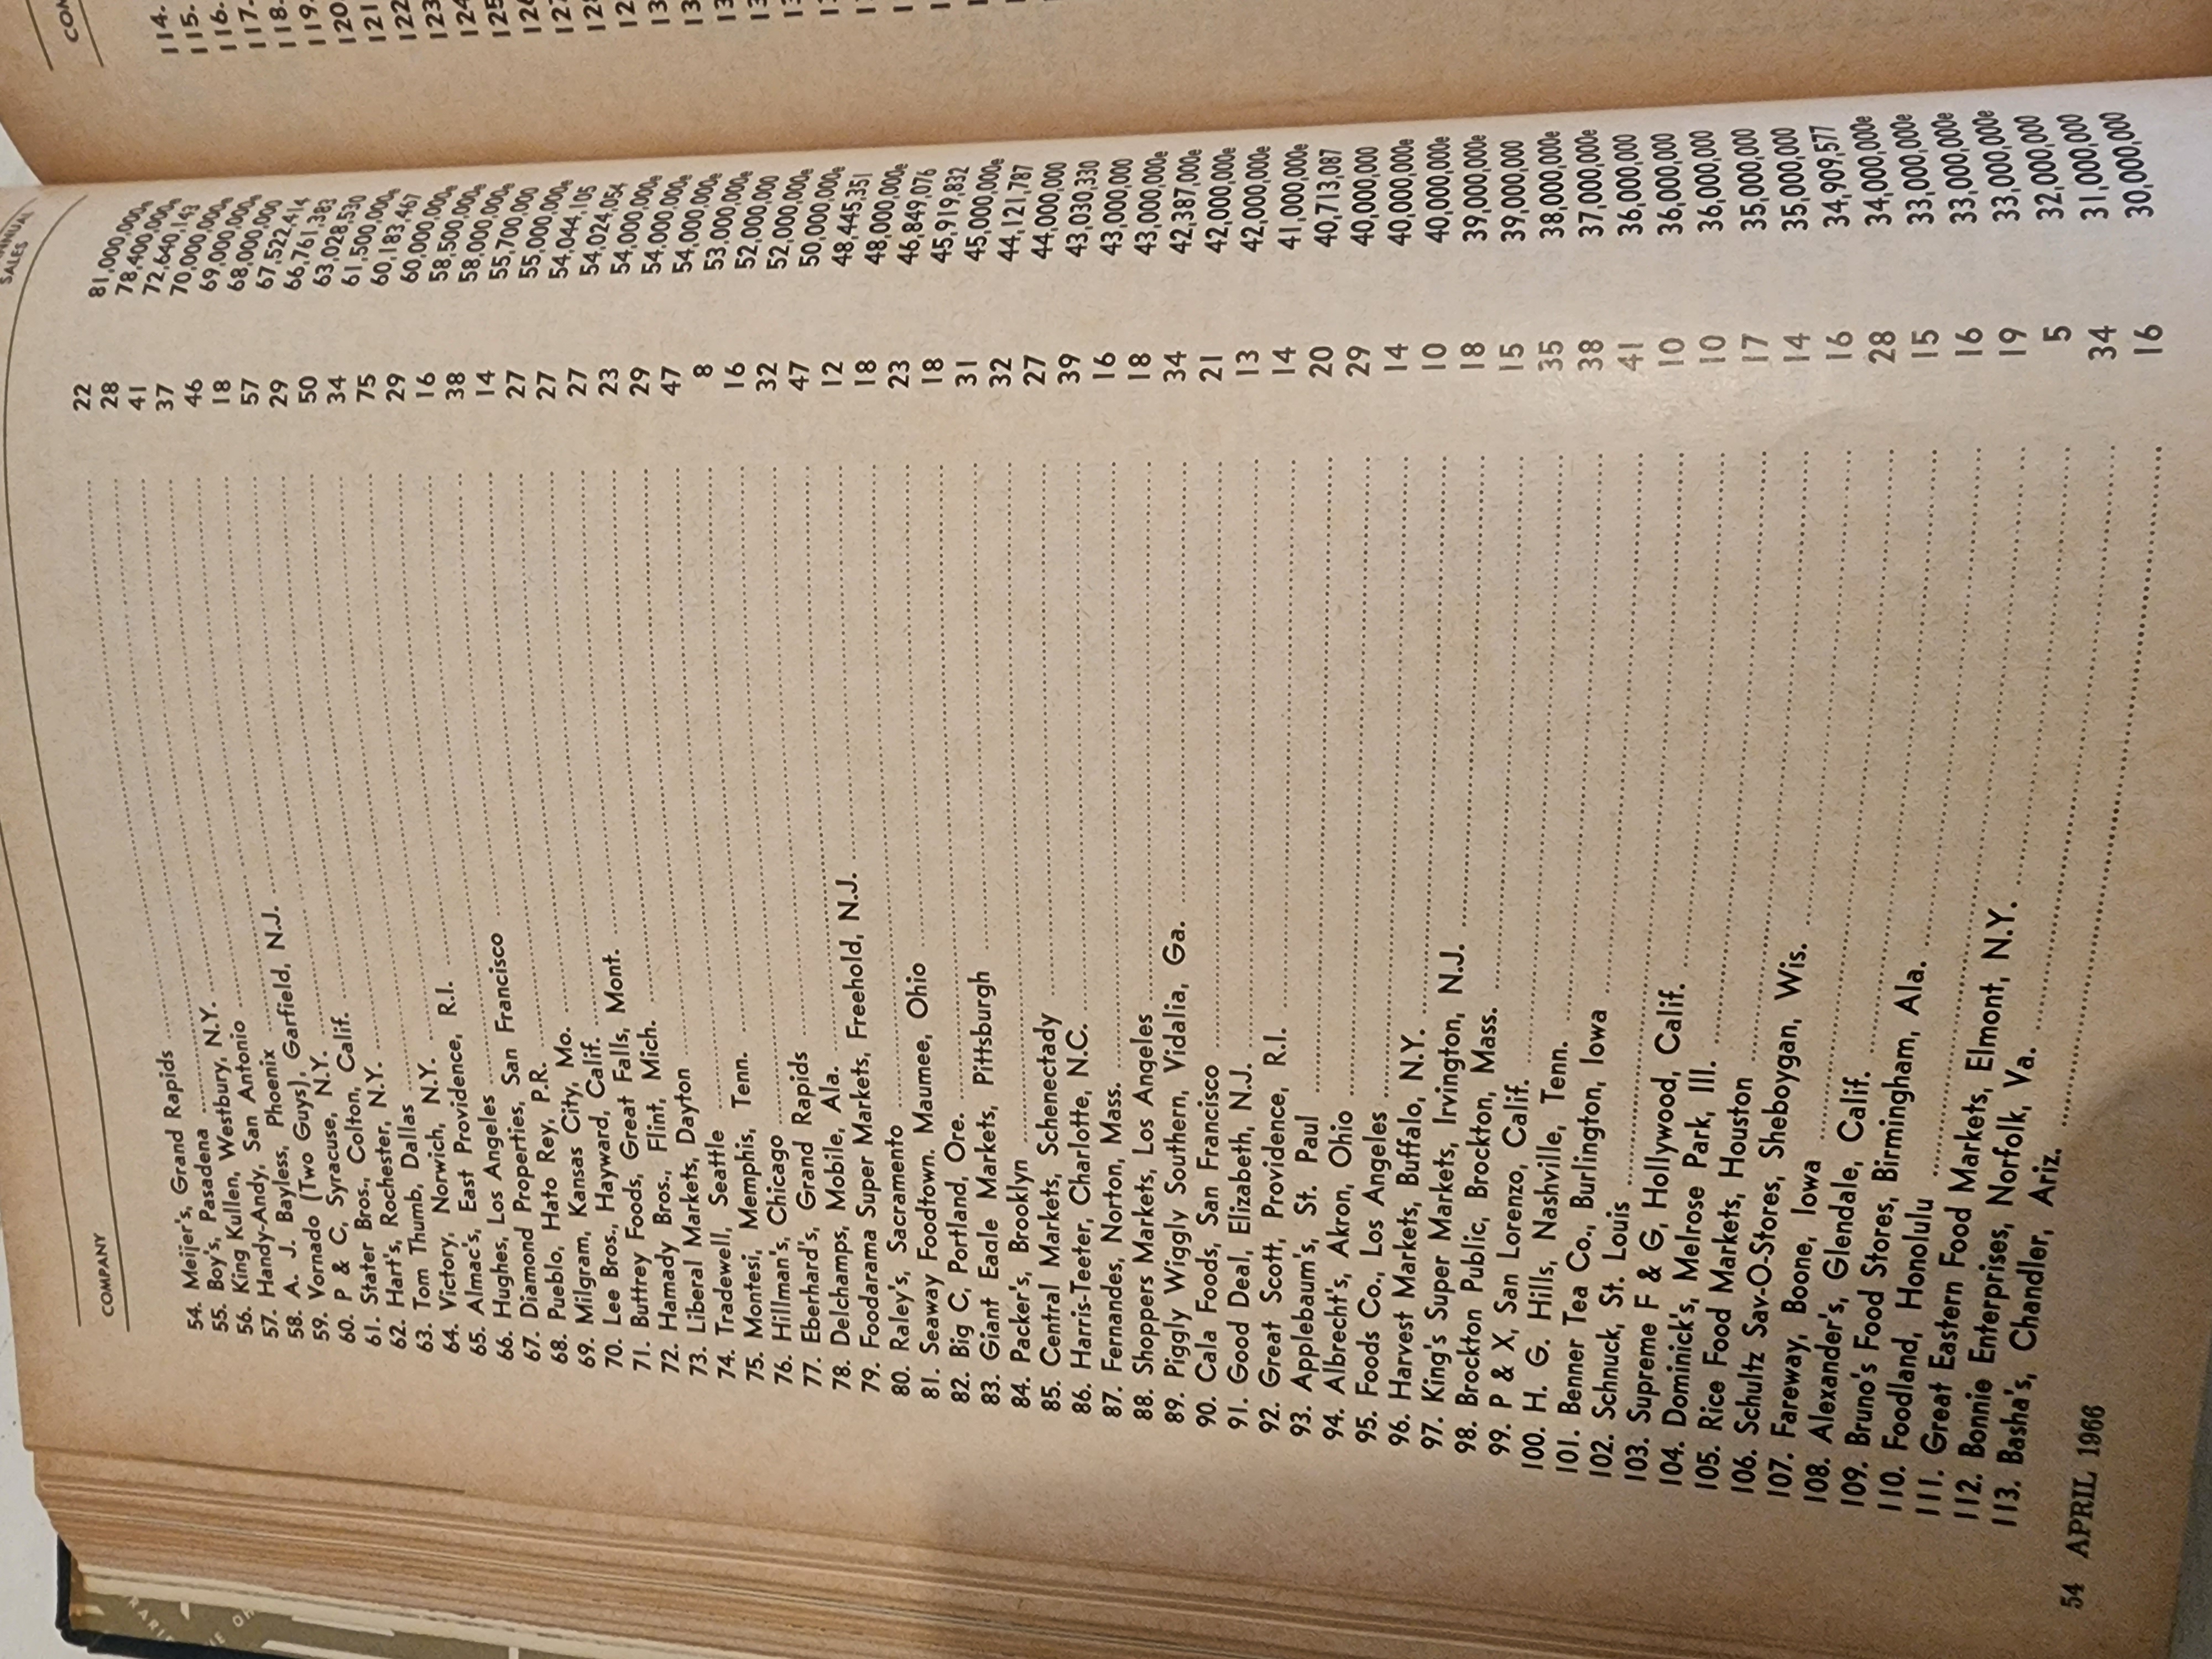 COMPANY ANNUAL SALES
54. Meijer's, Grand Rapids 22 81,000,000e
55. Boy's, Pasadena 28 78,400,000e
56. King Kullen, Westbury, N.Y. 41 72,640,143
57. Handy-Andy, San Antonio 37 70,000,000e
58. A. J. Bayless, Phoenix 46 69,000,000e
59. Vornado (Two Guys), Garfield, N.J. 18 68,000,000
60. P & C, Syracuse, N.Y. 57 67,522,414
61. Stater Bros., Colton, Calif. 29 66,761,383
62. Hart's, Rochester, N.Y. 50 63,028,530
63. Tom Thumb, Dallas 34 61,500,000e
64. Victory, Norwich, N.Y. 75 60,183,467
65. Almac's, East Providence, R.I. 29 60,000,000e
66. Hughes, Los Angeles 16 58,500,000e
67. Diamond Properties, San Francisco 38 58,000,000e
68. Pueblo, Hato Rey, P.R. 14 55,700,000
69. Milgram, Kansas City, Mo. 27 55,000,000e
70. Lee Bros., Hayward, Calif. 27 54,044,105
71. Buttrey Foods, Great Falls, Mont. 27 54,024,054
72. Hamady Bros., Flint, Mich. 23 54,000,000e
73. Liberal Markets, Dayton 29 54,000,000e
74. Tradewell, Seattle 47 54,000,000e
75. Montesi, Memphis, Tenn. 8 53,000,000e
76. Hillman's, Chicago 16 52,000,000
77. Eberhard's, Grand Rapids 32 52,000,000e
78. Delchamps, Mobile, Ala. 47 50,000,000e
79. Foodarama Super Markets, Freehold, N.J. 12 48,445,351
80. Raley's, Sacramento 18 48,000,000e
81. Seaway Foodtown. Maumee, Ohio 23 46,849,076
82. Big C, Portland, Ore. 18 45,919,832
83. Giant Eagle Markets, Pittsburgh 31 45,000,000e
84. Packer's, Brooklyn 32 44,121,787
85. Central Markets, Schenectady 27 44,000,000
86. Harris-Teeter, Charlotte, N.C. 39 43,030,330
87. Fernandes, Norton, Mass. 16 43,000,000
88. Shoppers Markets, Los Angeles 18 43,000,000e
89. Piggly Wiggly Southern, Vidalia, Ga. 34 42,387,000e
90. Cala Foods, San Francisco 21 42,000,000e
91. Good Deal, Elizabeth, N.J. 13 42,000,000e
92. Great Scott, Providence, R.I. 14 41,000,000e
93. Applebaum's, St. Paul 20 40,713,087
94. Albrecht's, Akron, Ohio 29 40,000,000
95. Foods Co., Los Angeles 14 40,000,000e
96. Harvest Markets, Buffalo, N.Y. 10 40,000,000e
97. King's Super Markets, Irvington, N.J. 18 39,000,000e
98. Brockton Public, Brockton, Mass. 15 39,000,000
99. P & X, San Lorenzo, Calif. 35 38,000,000e
100. H. G. Hills, Nashville, Tenn. 38 37,000,000e
101. Benner Tea Co., Burlington, Iowa 41 36,000,000
102. Schnuck, St. Louis 10 36,000,000
103. Supreme F & G, Hollywood, Calif. 10 36,000,000
104. Dominick's, Melrose Park, Ill. 17 35,000,000
105. Rice Food Markets, Houston 14 35,000,000
106. Schultz Sav-O-Stores, Sheboygan, Wis. 16 34,909,577
107. Fareway, Boone, Iowa 28 34,000,000e
108. Alexander's, Glendale, Calif. 15 33,000,000e
109. Bruno's Food Stores, Birmingham, Ala. 16 33,000,000e
110. Foodland, Honolulu 19 33,000,000e
111. Great Eastern Food Markets, Elmont, N.Y. 5 32,000,000
112. Bonnie Enterprises, Norfolk, Va. 34 31,000,000
113. Basha's, Chandler, Ariz. 16 30,000,000
54 APRIL 1966
114.
115.
116.
117.
118.
119.
120
121
122
123